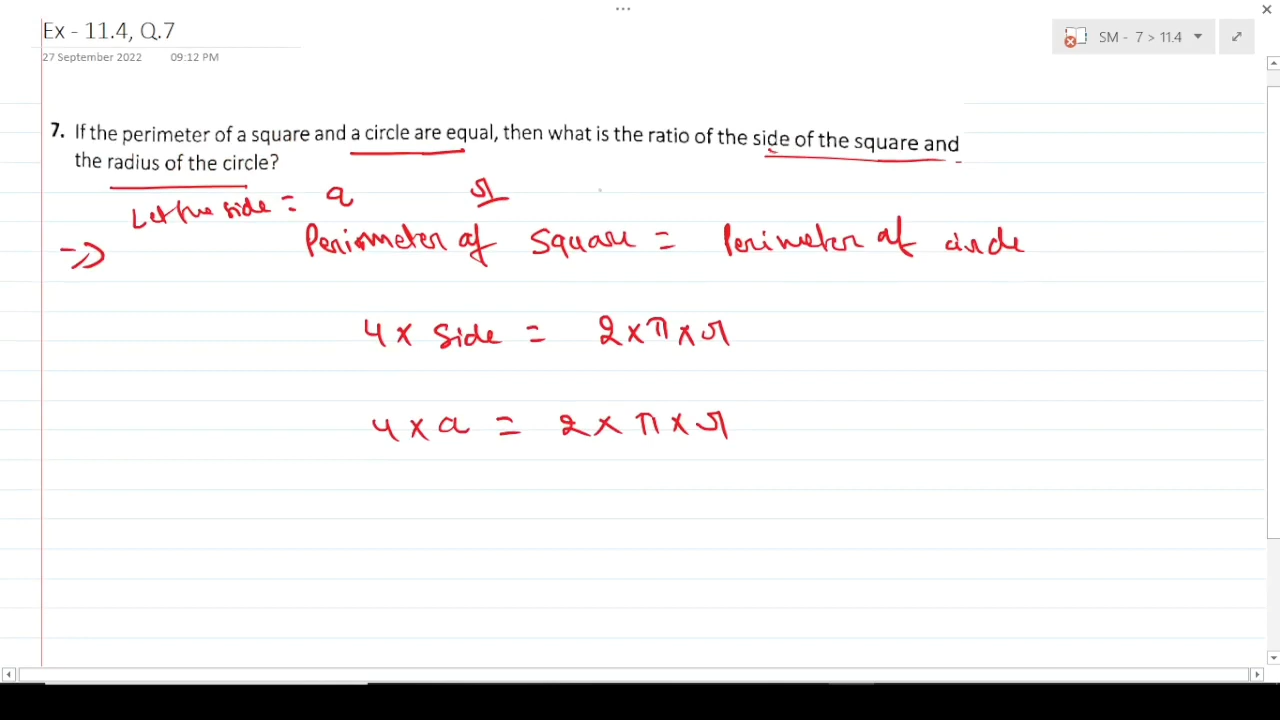 Ex - 11.4, Q.7
27 September 2022 09:12 PM
SM - 7 > 11.4
7. If the perimeter of a square and a circle are equal, then what is the ratio of the side of the square and
the radius of the circle?
Let the side = a r
=> Perimeter of square = Perimeter of circle
4 × side = 2 × π × r
4 × a = 2 × π × r